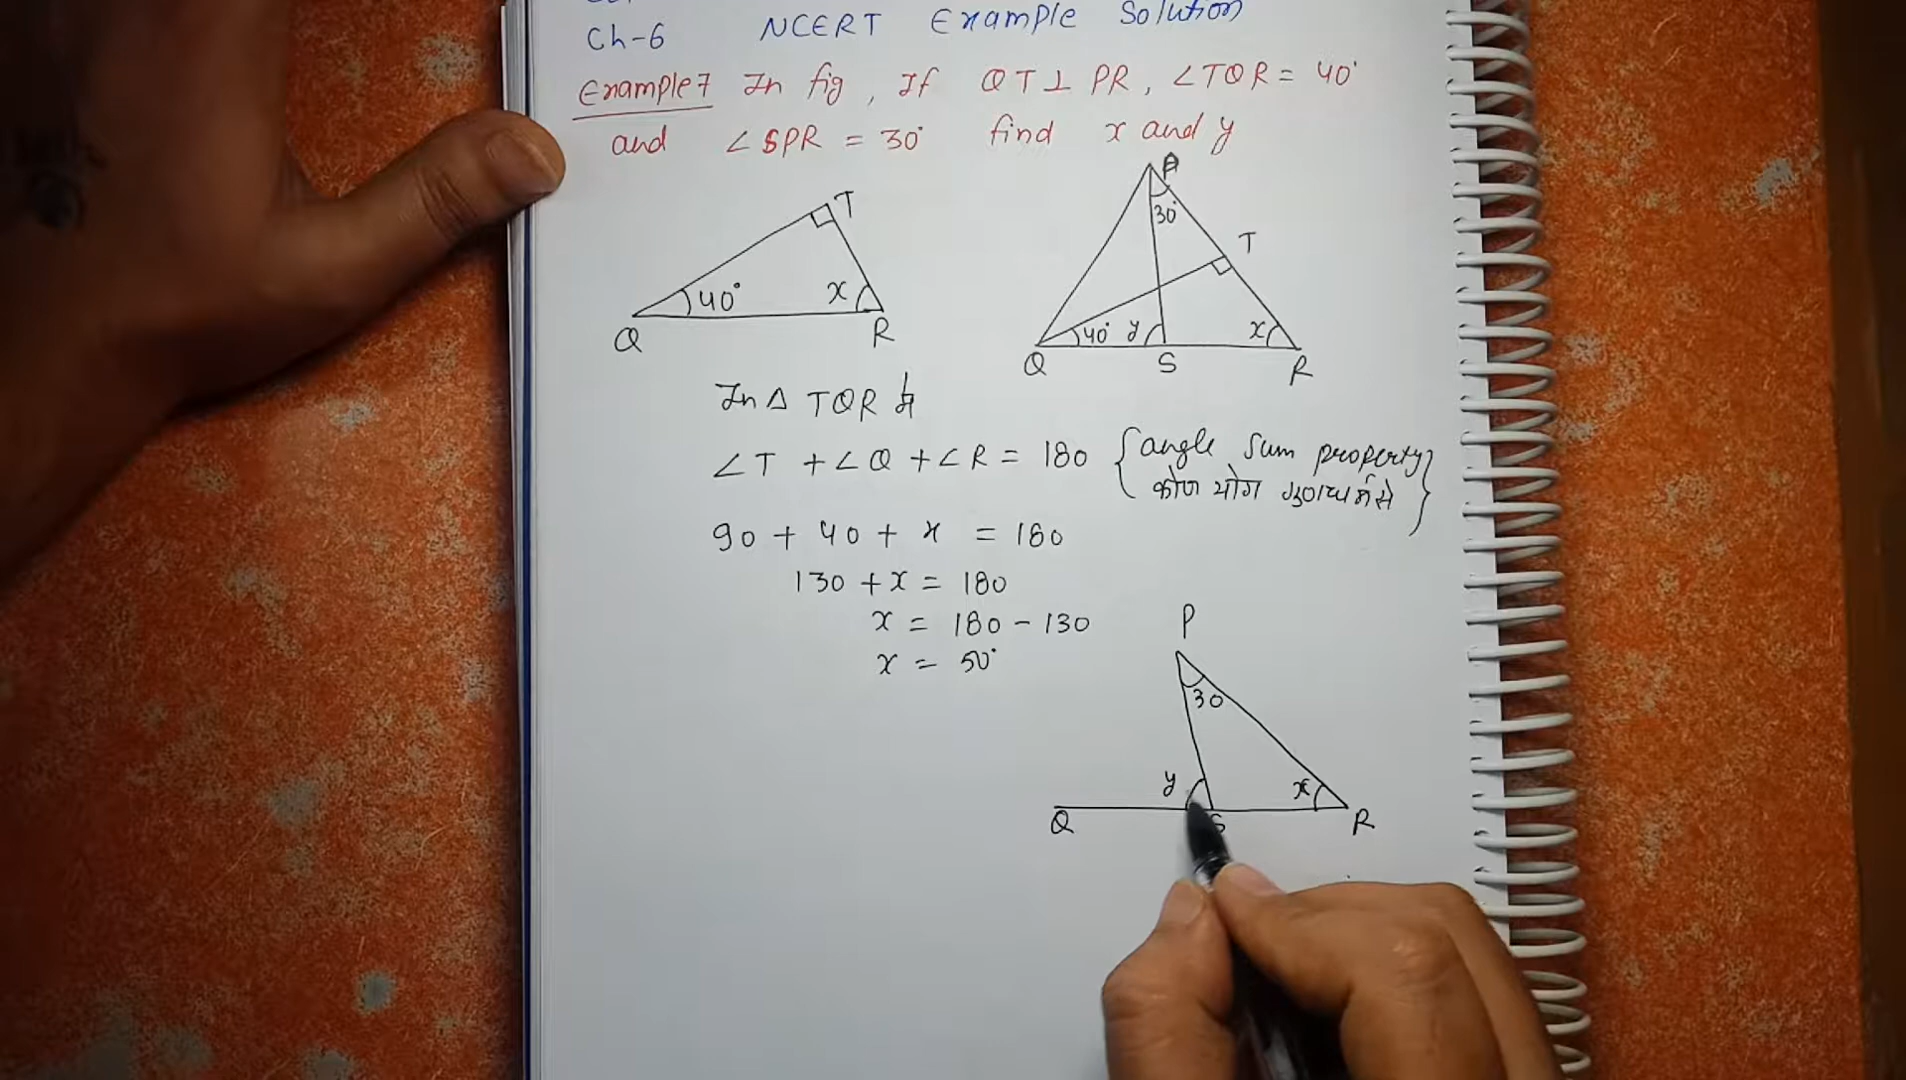 Ch-6 NCERT Example Solution
Example 7 In fig, If QT⊥ PR, ∠TQR = 40°
and ∠SPR = 30° find x and y
T
40°
x
Q
R
P
30°
T
40° y
x
Q
S
R
In Δ TQR में
∠T + ∠Q + ∠R = 180 {angle sum property
कोण योग
90 + 40 + x = 180
130 + x = 180
x = 180 - 130
x = 50°
P
30
y
x
Q
S
R